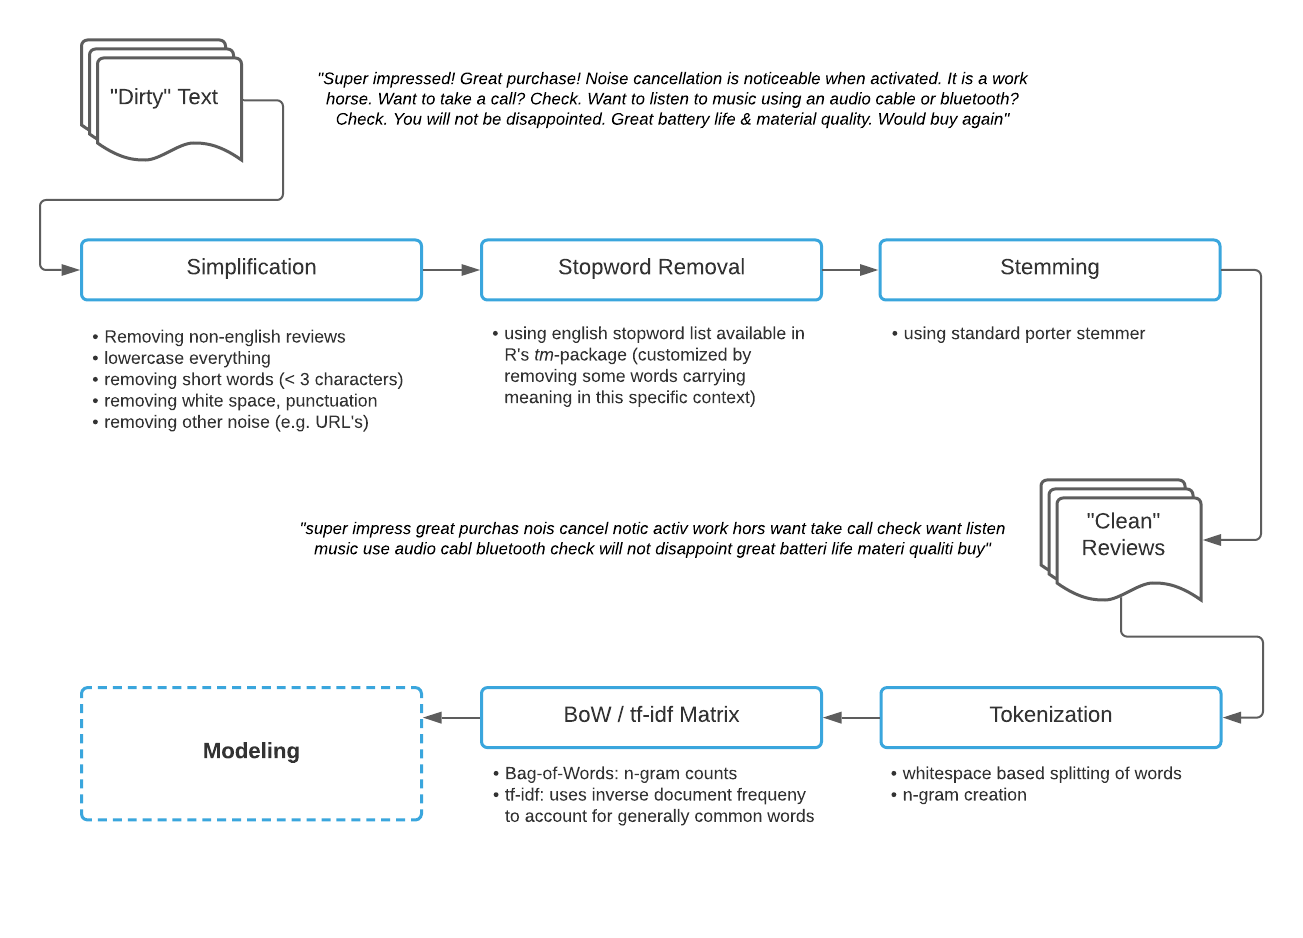 "Dirty" Text
"Super impressed! Great purchase! Noise cancellation is noticeable when activated. It is a work
horse. Want to take a call? Check. Want to listen to music using an audio cable or bluetooth?
Check. You will not be disappointed. Great battery life & material quality. Would buy again"
Simplification
• Removing non-english reviews
• lowercase everything
• removing short words (< 3 characters)
• removing white space, punctuation
• removing other noise (e.g. URL's)
Stopword Removal
• using english stopword list available in
R's tm-package (customized by
removing some words carrying
meaning in this specific context)
Stemming
• using standard porter stemmer
"super impress great purchas nois cancel notic activ work hors want take call check want listen
music use audio cabl bluetooth check will not disappoint great batteri life materi qualiti buy"
"Clean"
Reviews
Tokenization
• whitespace based splitting of words
• n-gram creation
BoW / tf-idf Matrix
• Bag-of-Words: n-gram counts
• tf-idf: uses inverse document frequeny
to account for generally common words
Modeling